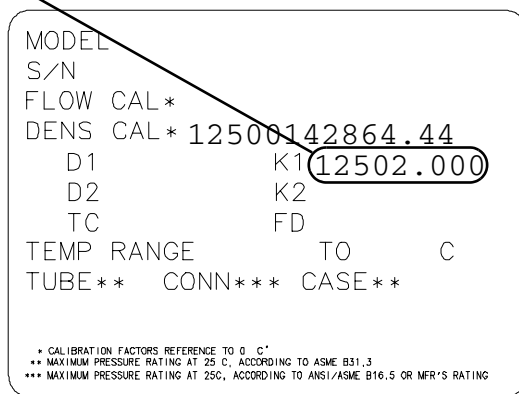 MODEL
S/N
FLOW CAL*
DENS CAL* 12500142864.44
D1 K1 12502.000
D2 K2
TC FD
TEMP RANGE TO C
TUBE** CONN*** CASE**
* CALIBRATION FACTORS REFERENCE TO 0 C°
** MAXIMUM PRESSURE RATING AT 25 C, ACCORDING TO ASME B31.3
*** MAXIMUM PRESSURE RATING AT 25C, ACCORDING TO ANSI/ASME B16.5 OR MFR'S RATING